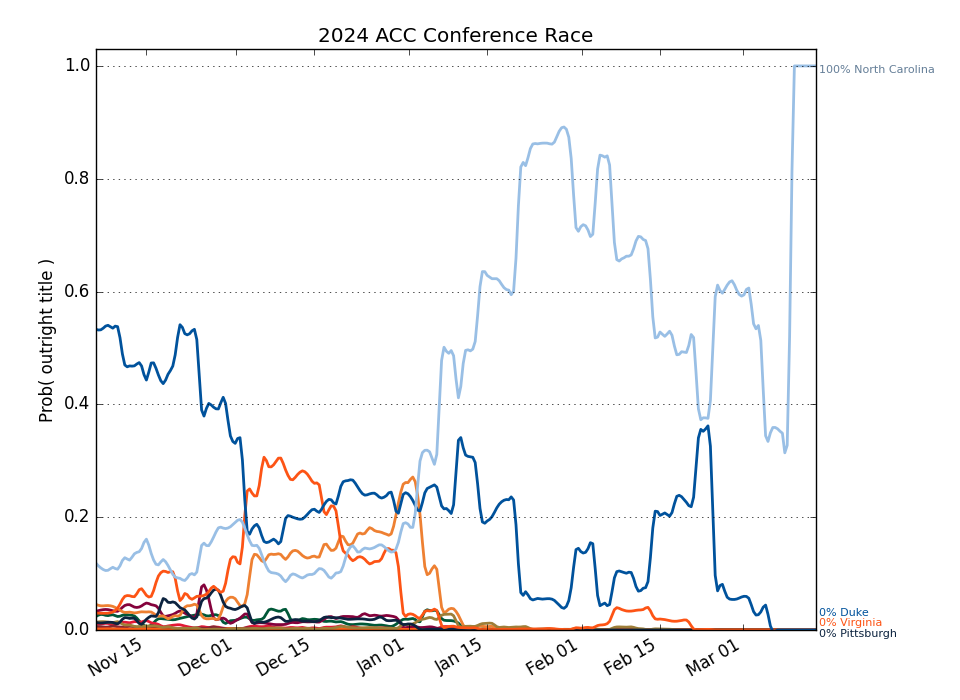 2024 ACC Conference Race
Prob( outright title )
1.0
0.8
0.6
0.4
0.2
0.0
100% North Carolina
0% Duke
0% Virginia
0% Pittsburgh
Nov 15
Dec 01
Dec 15
Jan 01
Jan 15
Feb 01
Feb 15
Mar 01